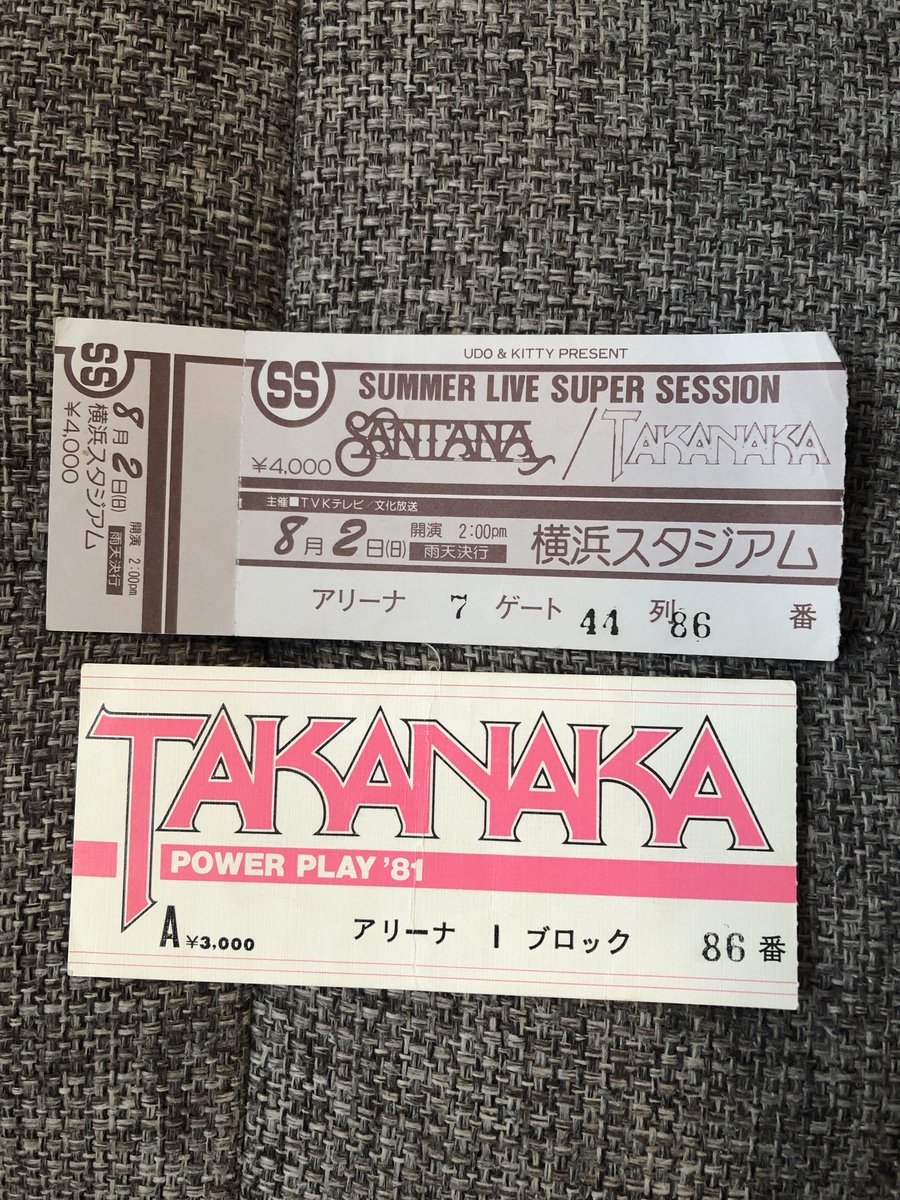 SS
8月2日(日) 開演 2:00pm
横浜スタジアム 雨天決行
¥4,000
UDO & KITTY PRESENT
SS SUMMER LIVE SUPER SESSION
¥4,000 SANTANA / TAKANAKA
主催■TVKテレビ/文化放送
8月2日(日) 開演 2:00pm 雨天決行 横浜スタジアム
アリーナ 7 ゲート 44 列 86 番
TAKANAKA
POWER PLAY '81
A ¥3,000 アリーナ I ブロック 86 番